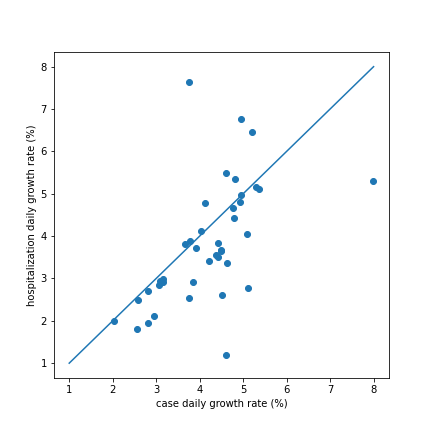 8
7
6
5
4
3
2
1
hospitalization daily growth rate (%)
1 2 3 4 5 6 7 8
case daily growth rate (%)